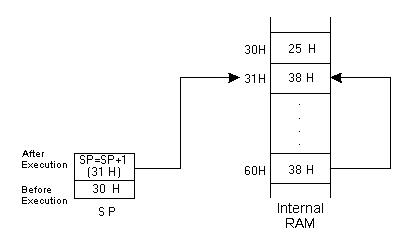 30H 25 H
31H 38 H
After
Execution
SP=SP+1
(31 H)
Before
Execution
30 H
S P
60H 38 H
Internal
RAM